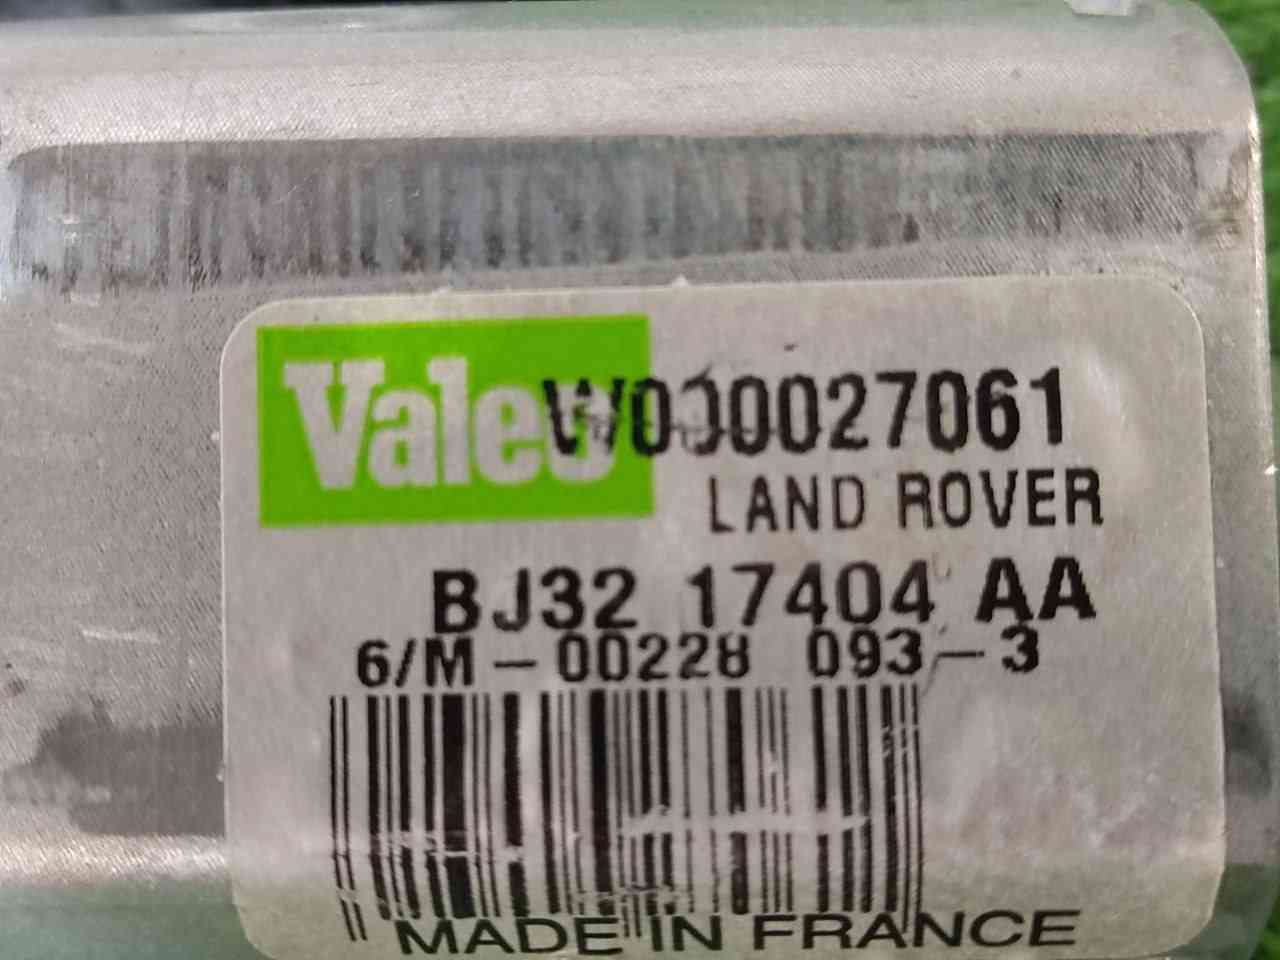 Valeo W000027061
LAND ROVER
BJ32 17404 AA
6/M-00228 093-3
MADE IN FRANCE